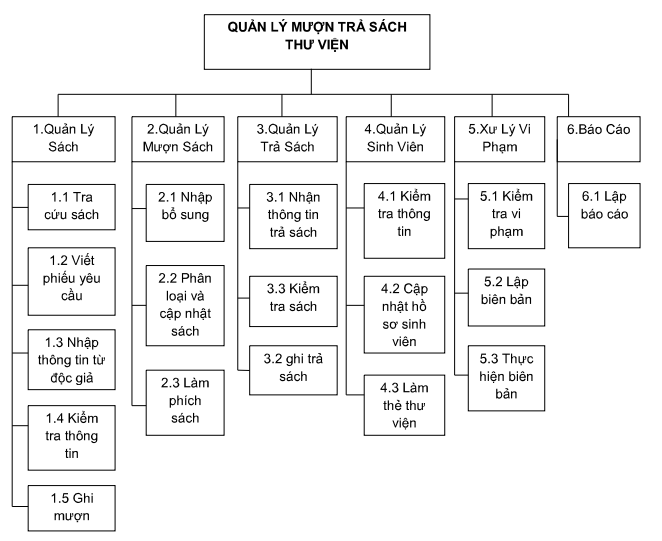 QUẢN LÝ MƯỢN TRẢ SÁCH
THƯ VIỆN
1.Quản Lý
Sách
1.1 Tra
cứu sách
1.2 Viết
phiếu yêu
cầu
1.3 Nhập
thông tin từ
độc giả
1.4 Kiểm
tra thông
tin
1.5 Ghi
mượn
2.Quản Lý
Mượn Sách
2.1 Nhập
bổ sung
2.2 Phân
loại và
cập nhật
sách
2.3 Làm
phích
sách
3.Quản Lý
Trả Sách
3.1 Nhận
thông tin
trả sách
3.3 Kiểm
tra sách
3.2 ghi trả
sách
4.Quản Lý
Sinh Viên
4.1 Kiểm
tra thông
tin
4.2 Cập
nhật hồ
sơ sinh
viên
4.3 Làm
thẻ thư
viện
5.Xư Lý Vi
Phạm
5.1 Kiểm
tra vi
phạm
5.2 Lập
biên bản
5.3 Thực
hiện biên
bản
6.Báo Cáo
6.1 Lập
báo cáo